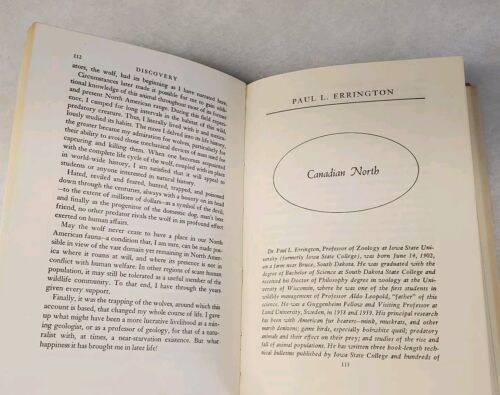 112
DISCOVERY
ators, the wolf, had its beginning as I have narrated here.
Circumstances later made it possible for me to gain addi-
tional knowledge of this animal throughout most of its former
and present North American range. During this field exper-
ience, I camped for long intervals in the habitat of this wild,
predatory creature. Thus, I literally lived with it and
iously studied its habits. The more I delved into its life history,
the greater became my admiration for wolves, particularly for
their ability to avoid those mechanical devices of man used for
capturing and killing them. When one becomes acquainted
with the complete life cycle of the wolf, coupled with its place
in world-wide history, I am satisfied that it will appeal to
students or anyone interested in natural history.
Hated, reviled and feared, hunted, trapped, and poisoned
down through the centuries, always with a bounty on its head
—to the extent of millions of dollars—as a symbol of the devil,
and finally as the progenitor of the domestic dog, man's best
friend, no other predator rivals the wolf in its profound effect
exerted on human affairs.
May the wolf never cease to have a place in our North
American fauna—a condition that, I am sure, can be made pos-
sible in view of the vast domain yet remaining in North Amer-
ica where it roams at will, and where its presence is not in
conflict with human welfare. In other regions of scant human
population, it may still be tolerated as a useful member of the
wildlife community. To that end, I have through the years
given every support.
Finally, it was the trapping of the wolves, around which this
account is based, that changed my whole course of life. I gave
up what might have been a more lucrative livelihood as a min-
ing geologist, or as a professor of geology, for that of a natu-
ralist with, at times, a near-starvation existence. But what
happiness it has brought me in later life!
PAUL L. ERRINGTON
Canadian North
Dr. Paul L. Errington, Professor of Zoology at Iowa State Uni-
versity (formerly Iowa State College), was born June 14, 1902,
on a farm near Bruce, South Dakota. He was graduated with the
degree of Bachelor of Science at South Dakota State College and
received his Doctor of Philosophy degree in zoology at the
University of Wisconsin, where he was one of the first students in
wildlife management of Professor Aldo Leopold, "father" of this
science. He was a Guggenheim Fellow and Visiting Professor at
Lund University, Sweden, in 1958 and 1959. His principal research
has been with American fur bearers—mink, muskrats, and other
marsh denizens; game birds, especially bobwhite quail; predatory
animals and their effect on their prey; and studies of the rise and
fall of animal populations. He has written three book-length tech-
nical bulletins published by Iowa State College and hundreds of
113